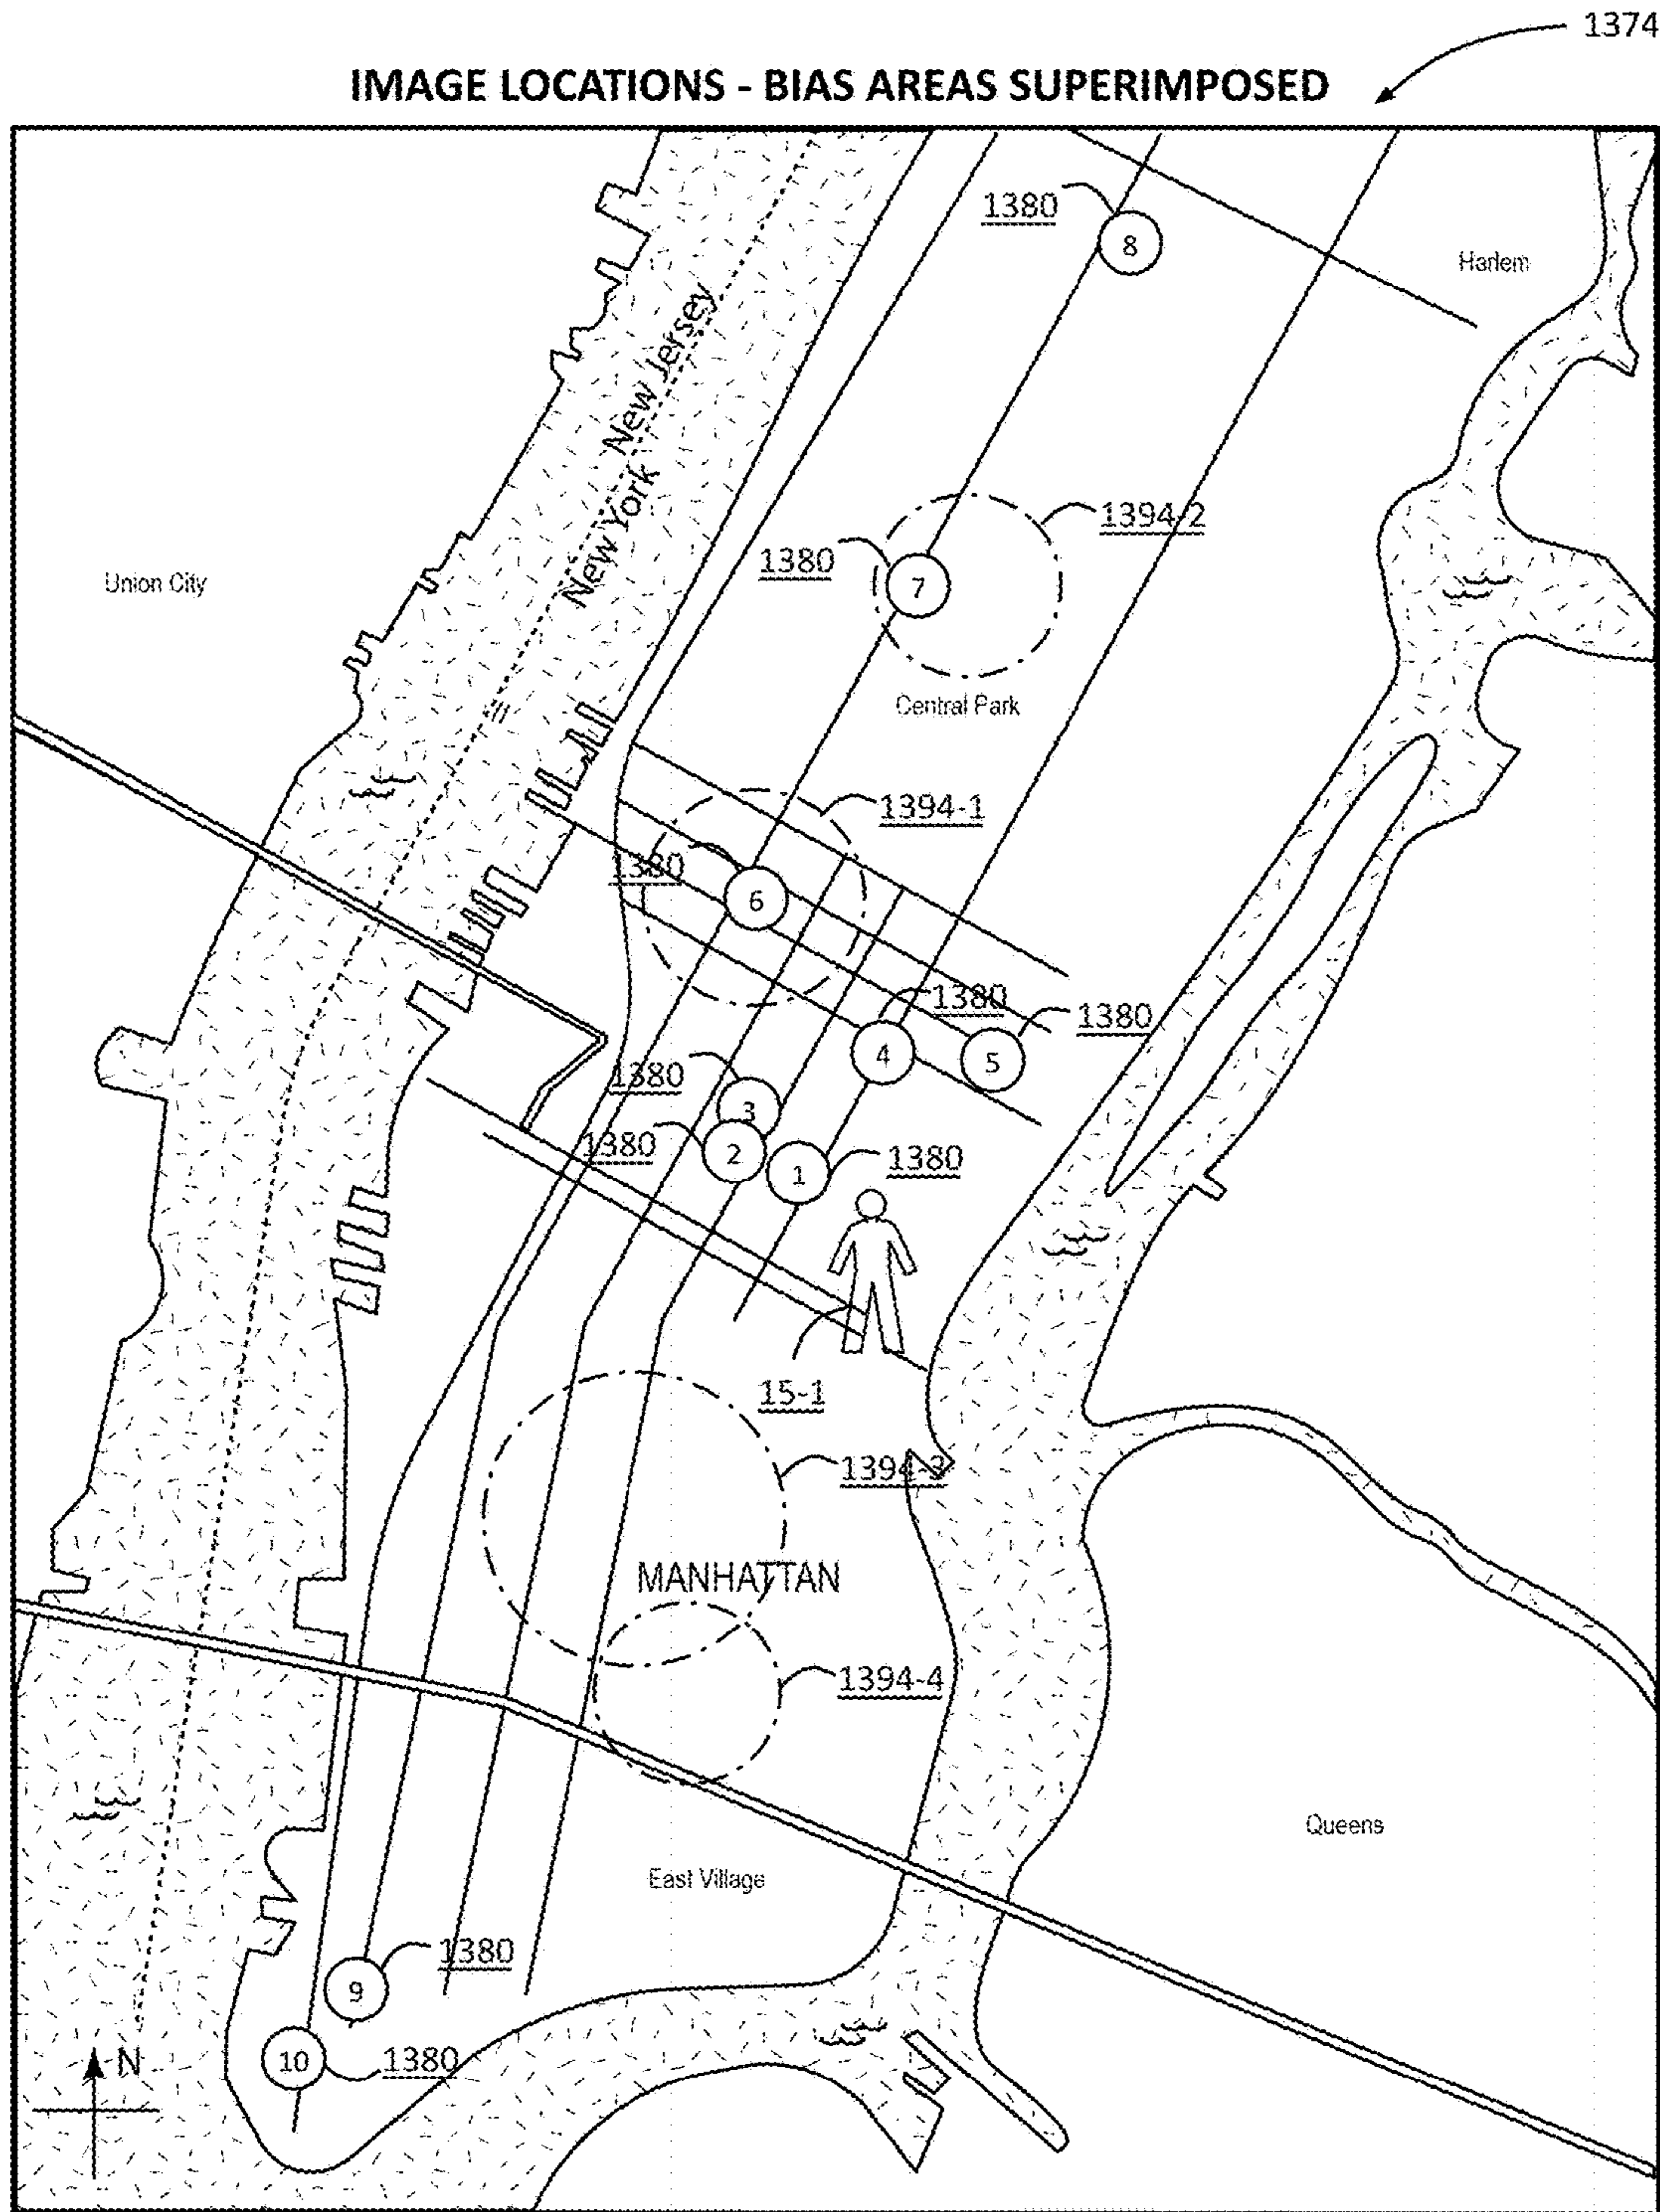 1374
IMAGE LOCATIONS - BIAS AREAS SUPERIMPOSED
1380
8
Harlem
New Jersey
New York
1394-2
1380
7
Union City
Central Park
1394-1
1380
6
1380
1380
4
5
1380
3
1380
2
1
1380
15-1
1394-3
MANHATTAN
1394-4
Queens
East Village
1380
9
10
1380
N